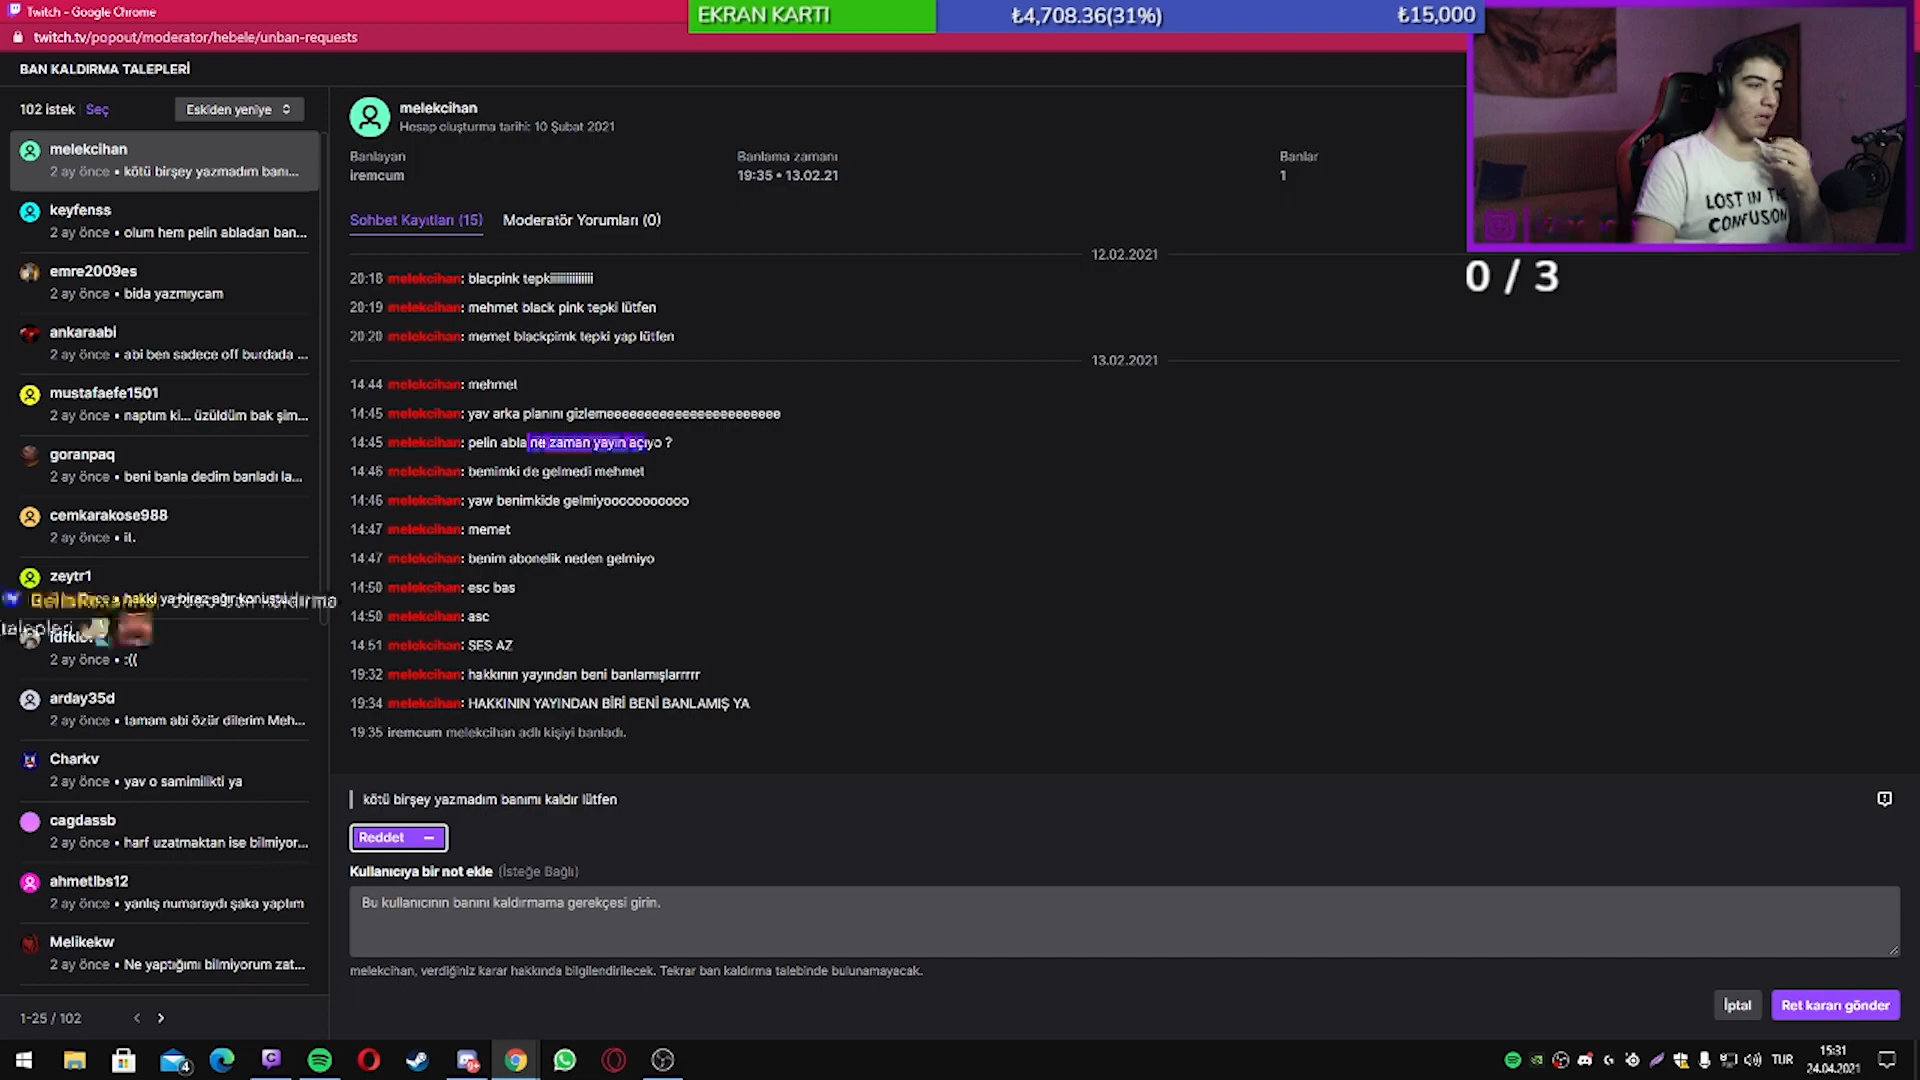 Twitch - Google Chrome
twitch.tv/popout/moderator/hebele/unban-requests
EKRAN KARTI
₺4,708.36(31%)
₺15,000
LOST IN THE
CONFUSION
0 / 3
BAN KALDIRMA TALEPLERİ
102 istek Seç
Eskiden yeniye
melekcihan
2 ay önce • kötü birşey yazmadım banı...
keyfenss
2 ay önce • olum hem pelin abladan ban...
emre2009es
2 ay önce • bida yazmıycam
ankaraabi
2 ay önce • abi ben sadece off burdada ...
mustafaefe1501
2 ay önce • naptım ki... üzüldüm bak şim...
goranpaq
2 ay önce • beni banla dedim banladı la...
cemkarakose988
2 ay önce • il.
zeytr1
hakki ya biraz ağır konuştu
kaldırma
talepleri
2 ay önce • :((
arday35d
2 ay önce • tamam abi özür dilerim Meh...
Charkv
2 ay önce • yav o samimilikti ya
cagdassb
2 ay önce • harf uzatmaktan ise bilmiyor...
ahmetlbs12
2 ay önce • yanlış numaraydı şaka yaptım
Melikekw
2 ay önce • Ne yaptığımı bilmiyorum zat...
1-25 / 102
melekcihan
Hesap oluşturma tarihi: 10 Şubat 2021
Banlayan
iremcum
Banlama zamanı
19:35 • 13.02.21
Banlar
1
Sohbet Kayıtları (15)
Moderatör Yorumları (0)
12.02.2021
20:18 melekcihan: blacpink tepkiiiiiiiiiiiiii
20:19 melekcihan: mehmet black pink tepki lütfen
20:20 melekcihan: memet blackpimk tepki yap lütfen
13.02.2021
14:44 melekcihan: mehmet
14:45 melekcihan: yav arka planını gizlemeeeeeeeeeeeeeeeeeeeeeee
14:45 melekcihan: pelin abla ne zaman yayın açıyo ?
14:46 melekcihan: bemimki de gelmedi mehmet
14:46 melekcihan: yaw benimkide gelmiyooooooooooo
14:47 melekcihan: memet
14:47 melekcihan: benim abonelik neden gelmiyo
14:50 melekcihan: esc bas
14:50 melekcihan: asc
14:51 melekcihan: SES AZ
19:32 melekcihan: hakkının yayından beni banlamışlarrrrr
19:34 melekcihan: HAKKININ YAYINDAN BİRİ BENİ BANLAMIŞ YA
19:35 iremcum melekcihan adlı kişiyi banladı.
kötü birşey yazmadım banımı kaldır lütfen
Reddet
Kullanıcıya bir not ekle (İsteğe Bağlı)
Bu kullanıcının banını kaldırmama gerekçesi girin.
melekcihan, verdiğiniz karar hakkında bilgilendirilecek. Tekrar ban kaldırma talebinde bulunamayacak.
İptal
Ret kararı gönder
TUR
15:31
24.04.2021